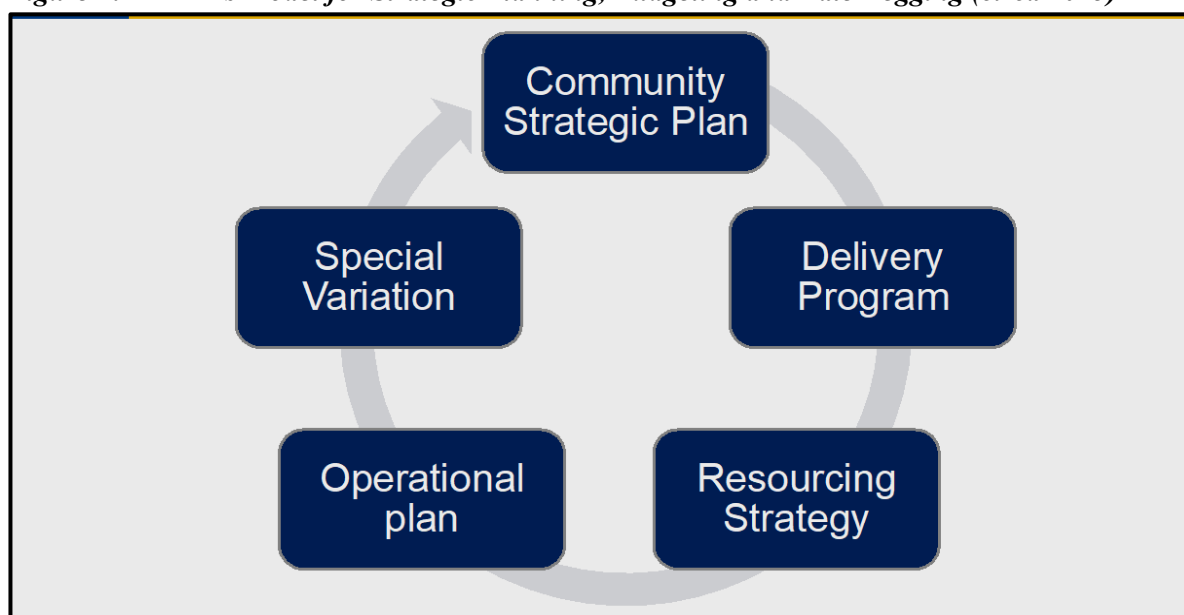 Community
Strategic Plan
Delivery
Program
Resourcing
Strategy
Operational
plan
Special
Variation